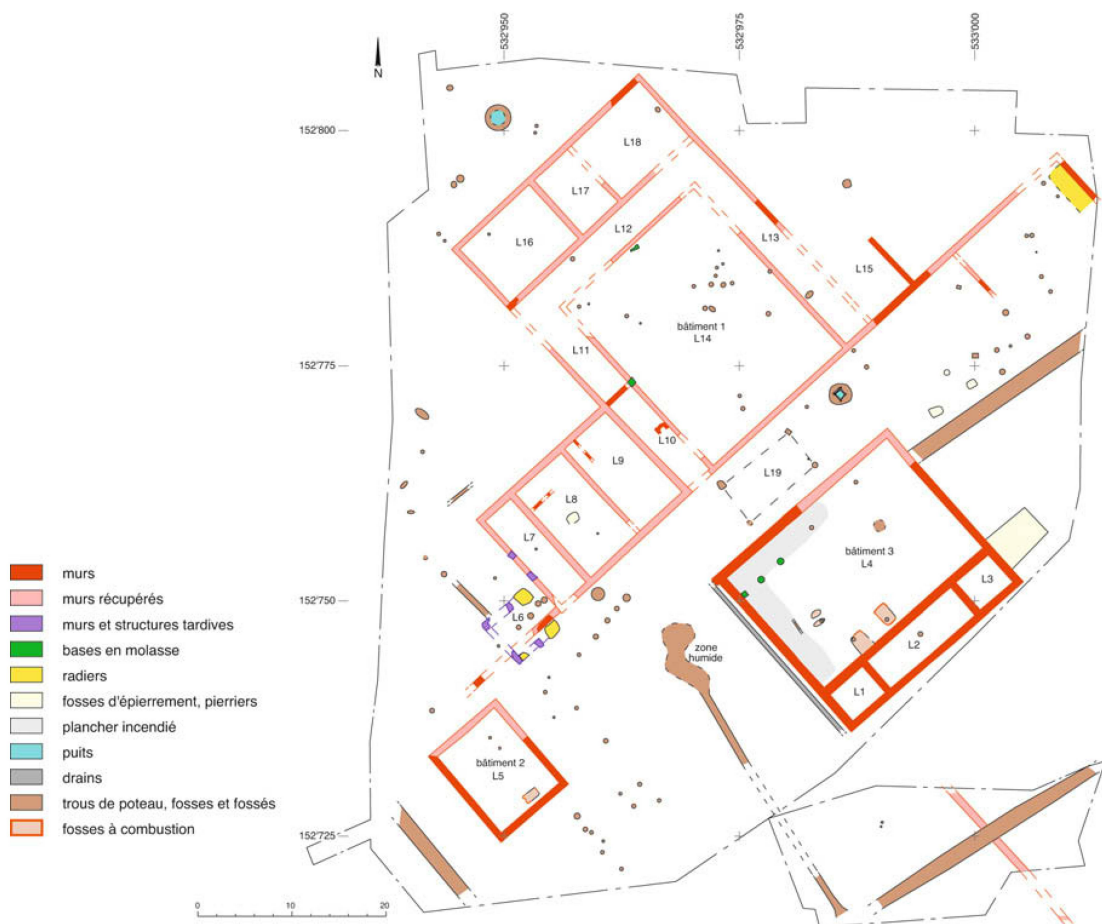 532'950
532'975
533'000
N
152'800
L18
L17
L16
L12
L13
L15
bâtiment 1
L14
152'775
L11
L10
L9
L19
L8
L7
bâtiment 3
L4
L3
152'750
L6
zone
humide
L2
L1
bâtiment 2
L5
152'725
murs
murs récupérés
murs et structures tardives
bases en molasse
radiers
fosses d'épierrement, pierriers
plancher incendié
puits
drains
trous de poteau, fosses et fossés
fosses à combustion
0 10 20